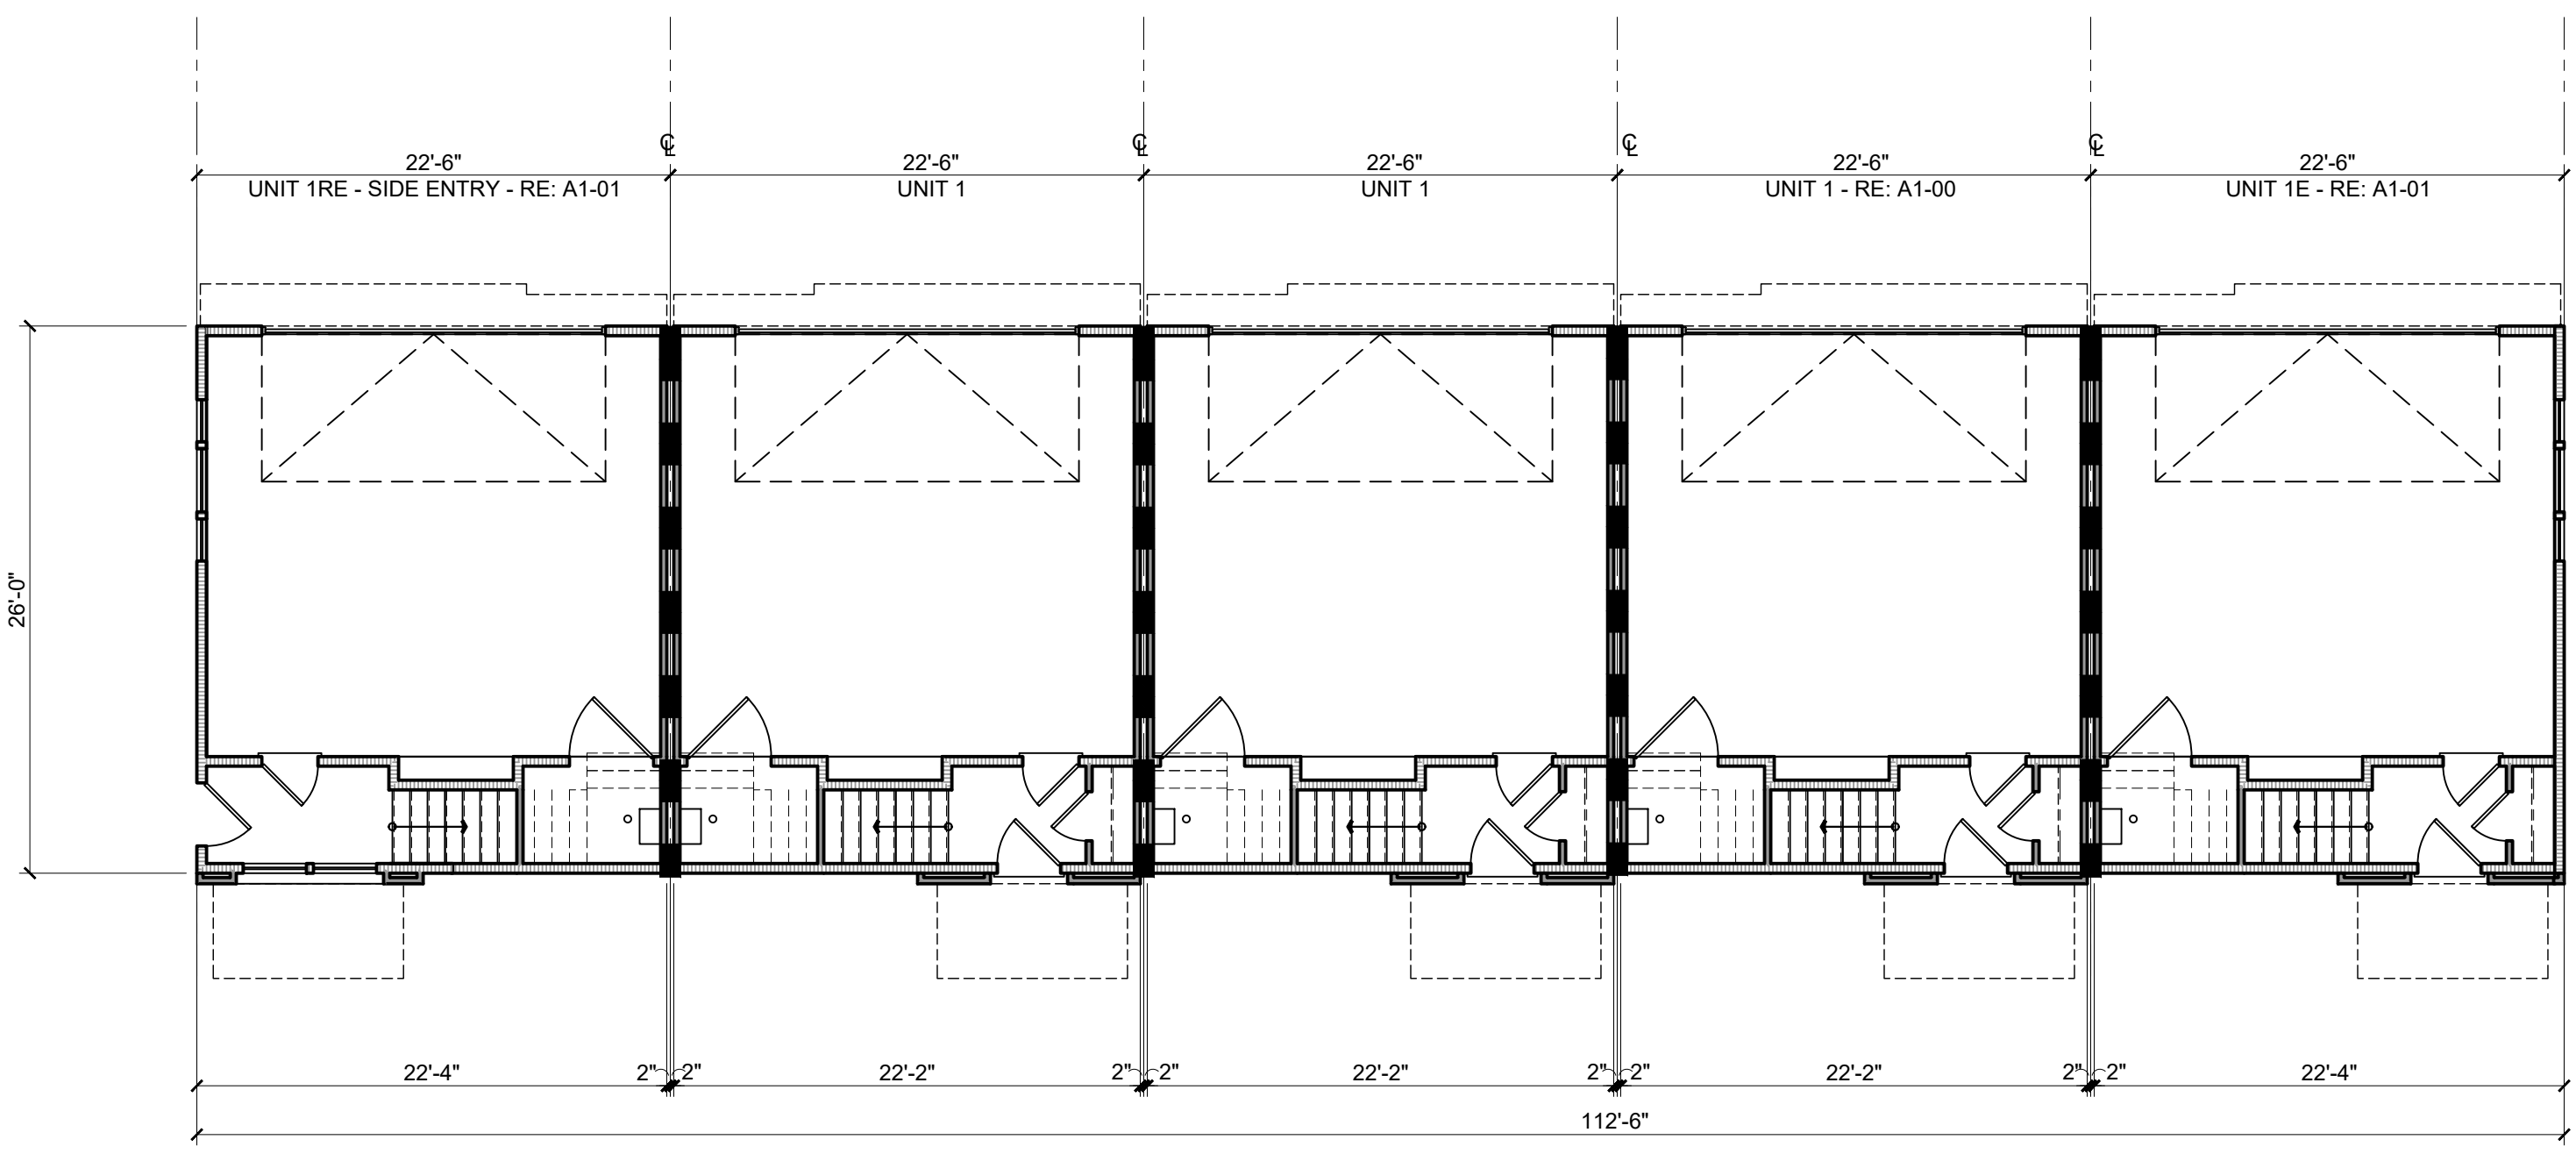 ℄ ℄ ℄ ℄
22'-6" 22'-6" 22'-6" 22'-6" 22'-6"
UNIT 1RE - SIDE ENTRY - RE: A1-01 UNIT 1 UNIT 1 UNIT 1 - RE: A1-00 UNIT 1E - RE: A1-01
26'-0"
22'-4" 2" 2" 22'-2" 2" 2" 22'-2" 2" 2" 22'-2" 2" 2" 22'-4"
112'-6"